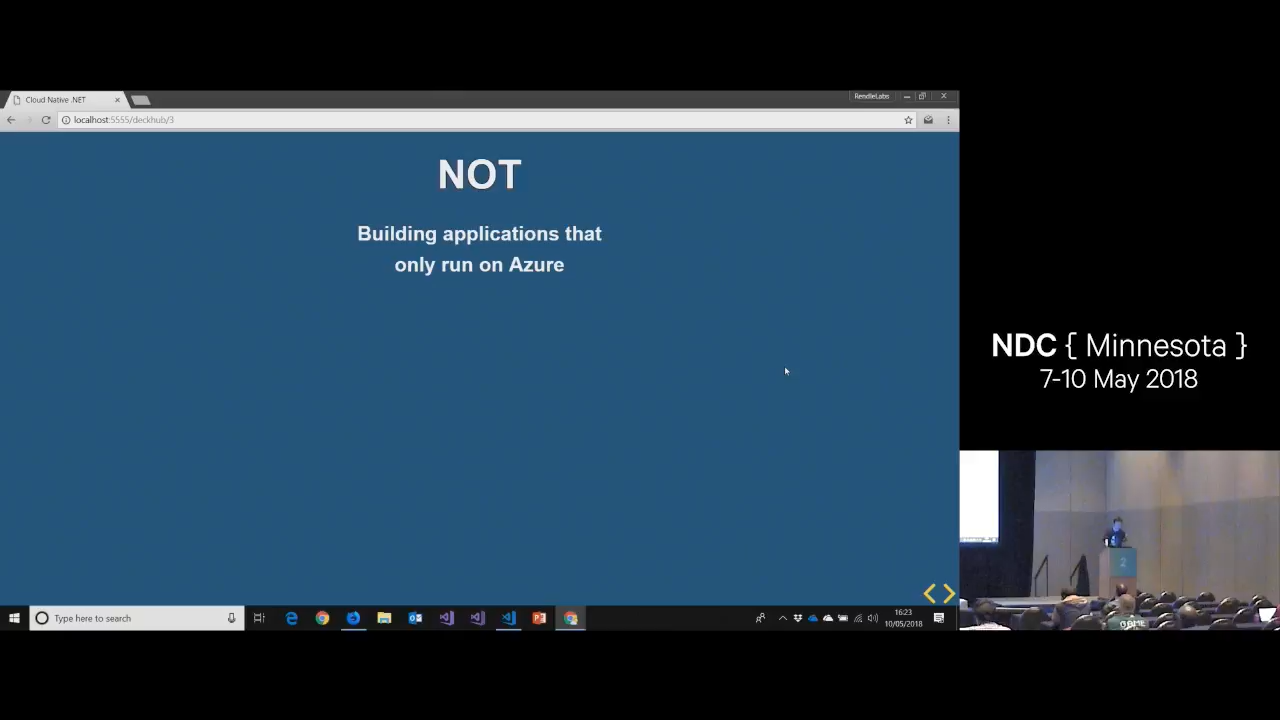 Cloud Native .NET
RendleLabs
localhost:5555/deckhub/3
NOT
Building applications that
only run on Azure
NDC { Minnesota }
7-10 May 2018
2
Type here to search
16:23
10/05/2018